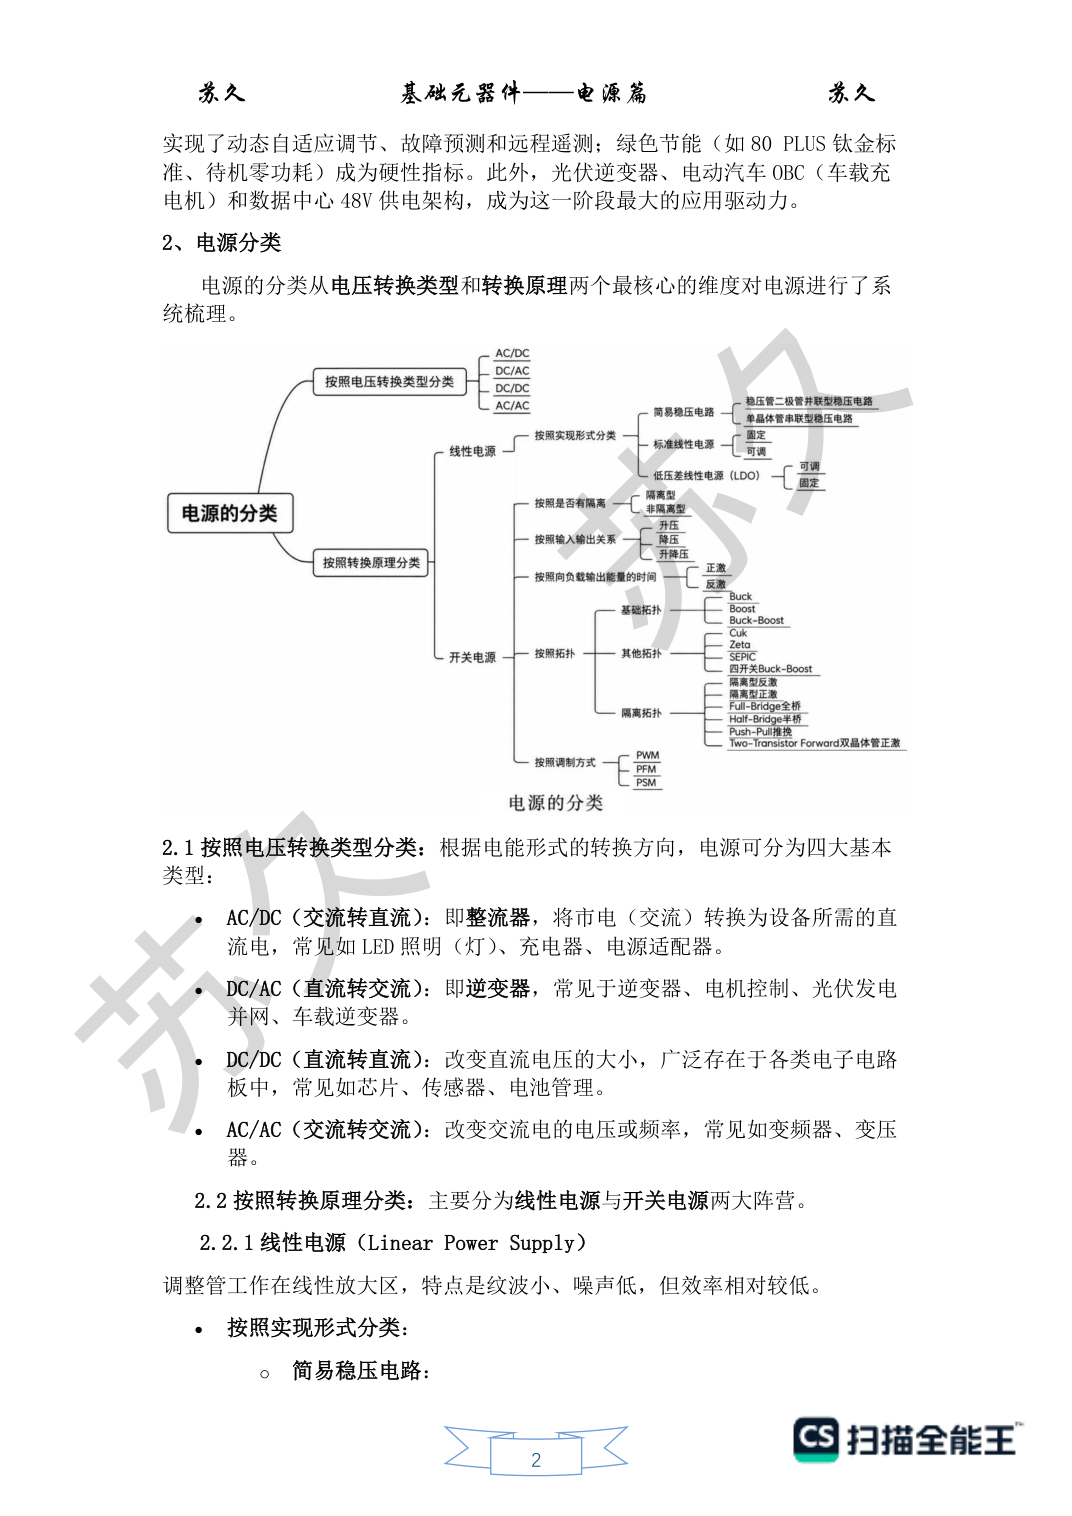 苏久 基础元器件——电源篇 苏久
实现了动态自适应调节、故障预测和远程遥测；绿色节能（如 80 PLUS 钛金标
准、待机零功耗）成为硬性指标。此外，光伏逆变器、电动汽车 OBC（车载充
电机）和数据中心 48V 供电架构，成为这一阶段最大的应用驱动力。
2、电源分类
电源的分类从电压转换类型和转换原理两个最核心的维度对电源进行了系
统梳理。
电源的分类
按照电压转换类型分类
AC/DC
DC/AC
DC/DC
AC/AC
按照转换原理分类
线性电源
按照实现形式分类
简易稳压电路
稳压管二极管并联型稳压电路
单晶体管串联型稳压电路
标准线性电源
固定
可调
低压差线性电源（LDO）
可调
固定
开关电源
按照是否有隔离
隔离型
非隔离型
按照输入输出关系
升压
降压
升降压
按照向负载输出能量的时间
正激
反激
按照拓扑
基础拓扑
Buck
Boost
Buck-Boost
其他拓扑
Cuk
Zeta
SEPIC
四开关Buck-Boost
隔离拓扑
隔离型反激
隔离型正激
Full-Bridge全桥
Half-Bridge半桥
Push-Pull推挽
Two-Transistor Forward双晶体管正激
按照调制方式
PWM
PFM
PSM
电源的分类
2.1 按照电压转换类型分类：根据电能形式的转换方向，电源可分为四大基本
类型：
• AC/DC（交流转直流）：即整流器，将市电（交流）转换为设备所需的直
流电，常见如 LED 照明（灯）、充电器、电源适配器。
• DC/AC（直流转交流）：即逆变器，常见于逆变器、电机控制、光伏发电
并网、车载逆变器。
• DC/DC（直流转直流）：改变直流电压的大小，广泛存在于各类电子电路
板中，常见如芯片、传感器、电池管理。
• AC/AC（交流转交流）：改变交流电的电压或频率，常见如变频器、变压
器。
2.2 按照转换原理分类：主要分为线性电源与开关电源两大阵营。
2.2.1 线性电源（Linear Power Supply）
调整管工作在线性放大区，特点是纹波小、噪声低，但效率相对较低。
• 按照实现形式分类：
o 简易稳压电路：
2
CS 扫描全能王™
苏久
苏久